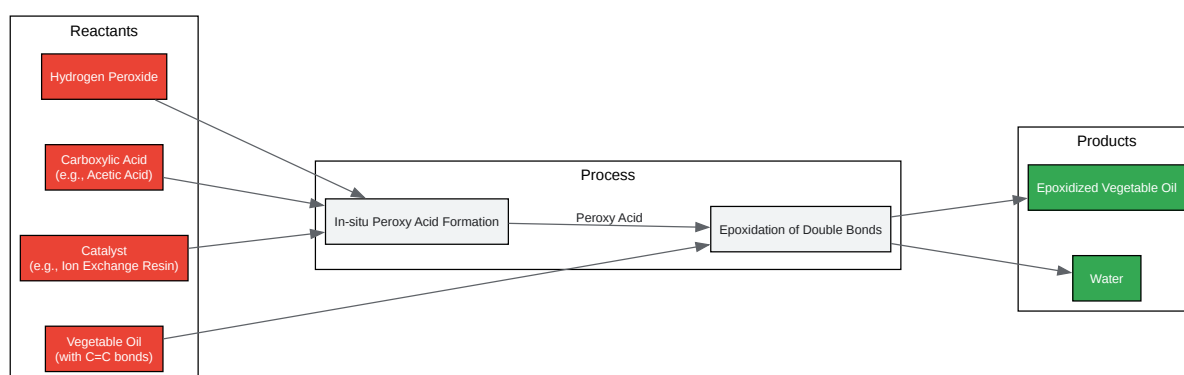 Reactants
Hydrogen Peroxide
Carboxylic Acid
(e.g., Acetic Acid)
Catalyst
(e.g., Ion Exchange Resin)
Vegetable Oil
(with C=C bonds)
Process
In-situ Peroxy Acid Formation
Peroxy Acid
Epoxidation of Double Bonds
Products
Epoxidized Vegetable Oil
Water